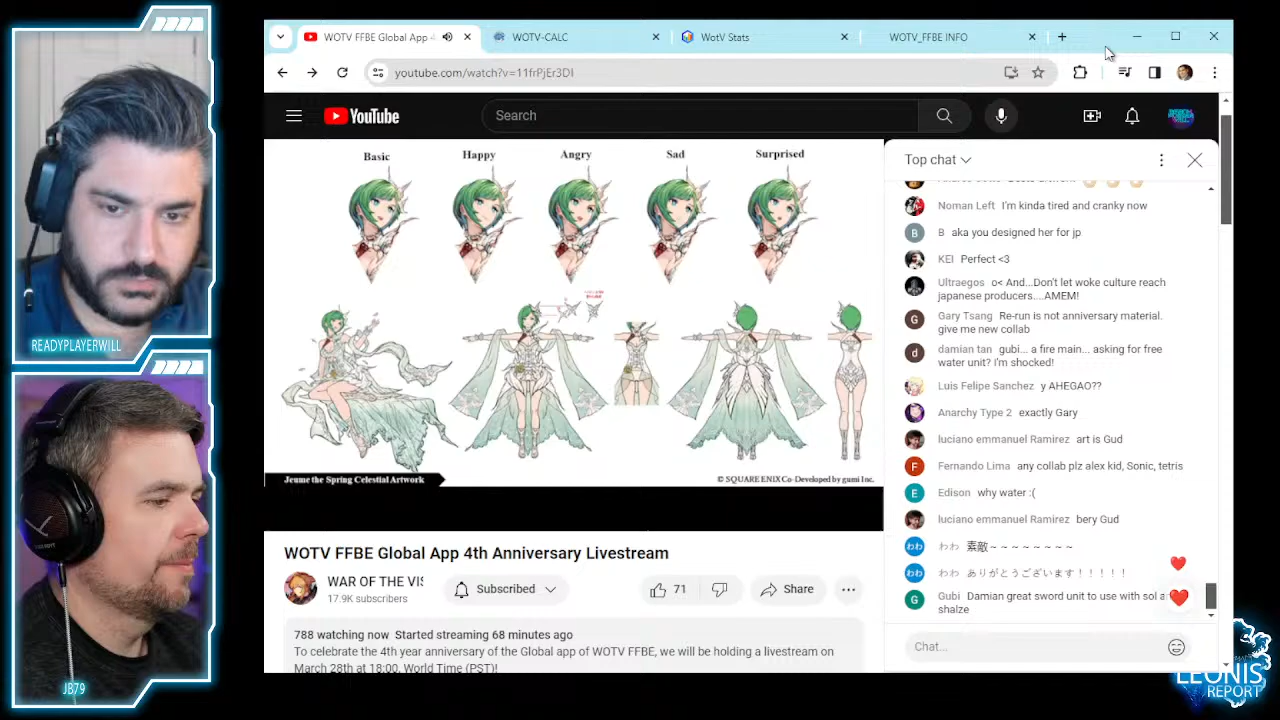 WOTV FFBE Global App 4
WOTV-CALC
WotV Stats
WOTV_FFBE INFO
youtube.com/watch?v=11frPjEr3DI
YouTube
Search
Basic
Happy
Angry
Sad
Surprised
Jeume the Spring Celestial Artwork
© SQUARE ENIX Co-Developed by gumi Inc.
Top chat
Noman Left I'm kinda tired and cranky now
B
B aka you designed her for jp
KEI Perfect <3
Ultraegos o< And...Don't let woke culture reach
japanese producers....AMEM!
G
Gary Tsang Re-run is not anniversary material.
give me new collab
d
damian tan gubi... a fire main... asking for free
water unit? I'm shocked!
Luis Felipe Sanchez y AHEGAO??
Anarchy Type 2 exactly Gary
luciano emmanuel Ramirez art is Gud
F
Fernando Lima any collab plz alex kid, Sonic, tetris
E
Edison why water :(
luciano emmanuel Ramirez bery Gud
わわ
わわ 素敵～～～～～～～～
わわ
わわ ありがとうございます！！！！！
G
Gubi Damian great sword unit to use with sol a
shalze
Chat...
WOTV FFBE Global App 4th Anniversary Livestream
WAR OF THE VIS
17.9K subscribers
Subscribed
71
Share
788 watching now Started streaming 68 minutes ago
To celebrate the 4th year anniversary of the Global app of WOTV FFBE, we will be holding a livestream on
March 28th at 18:00, World Time (PST)!
READYPLAYERWILL
JB79
LEONIS
REPORT